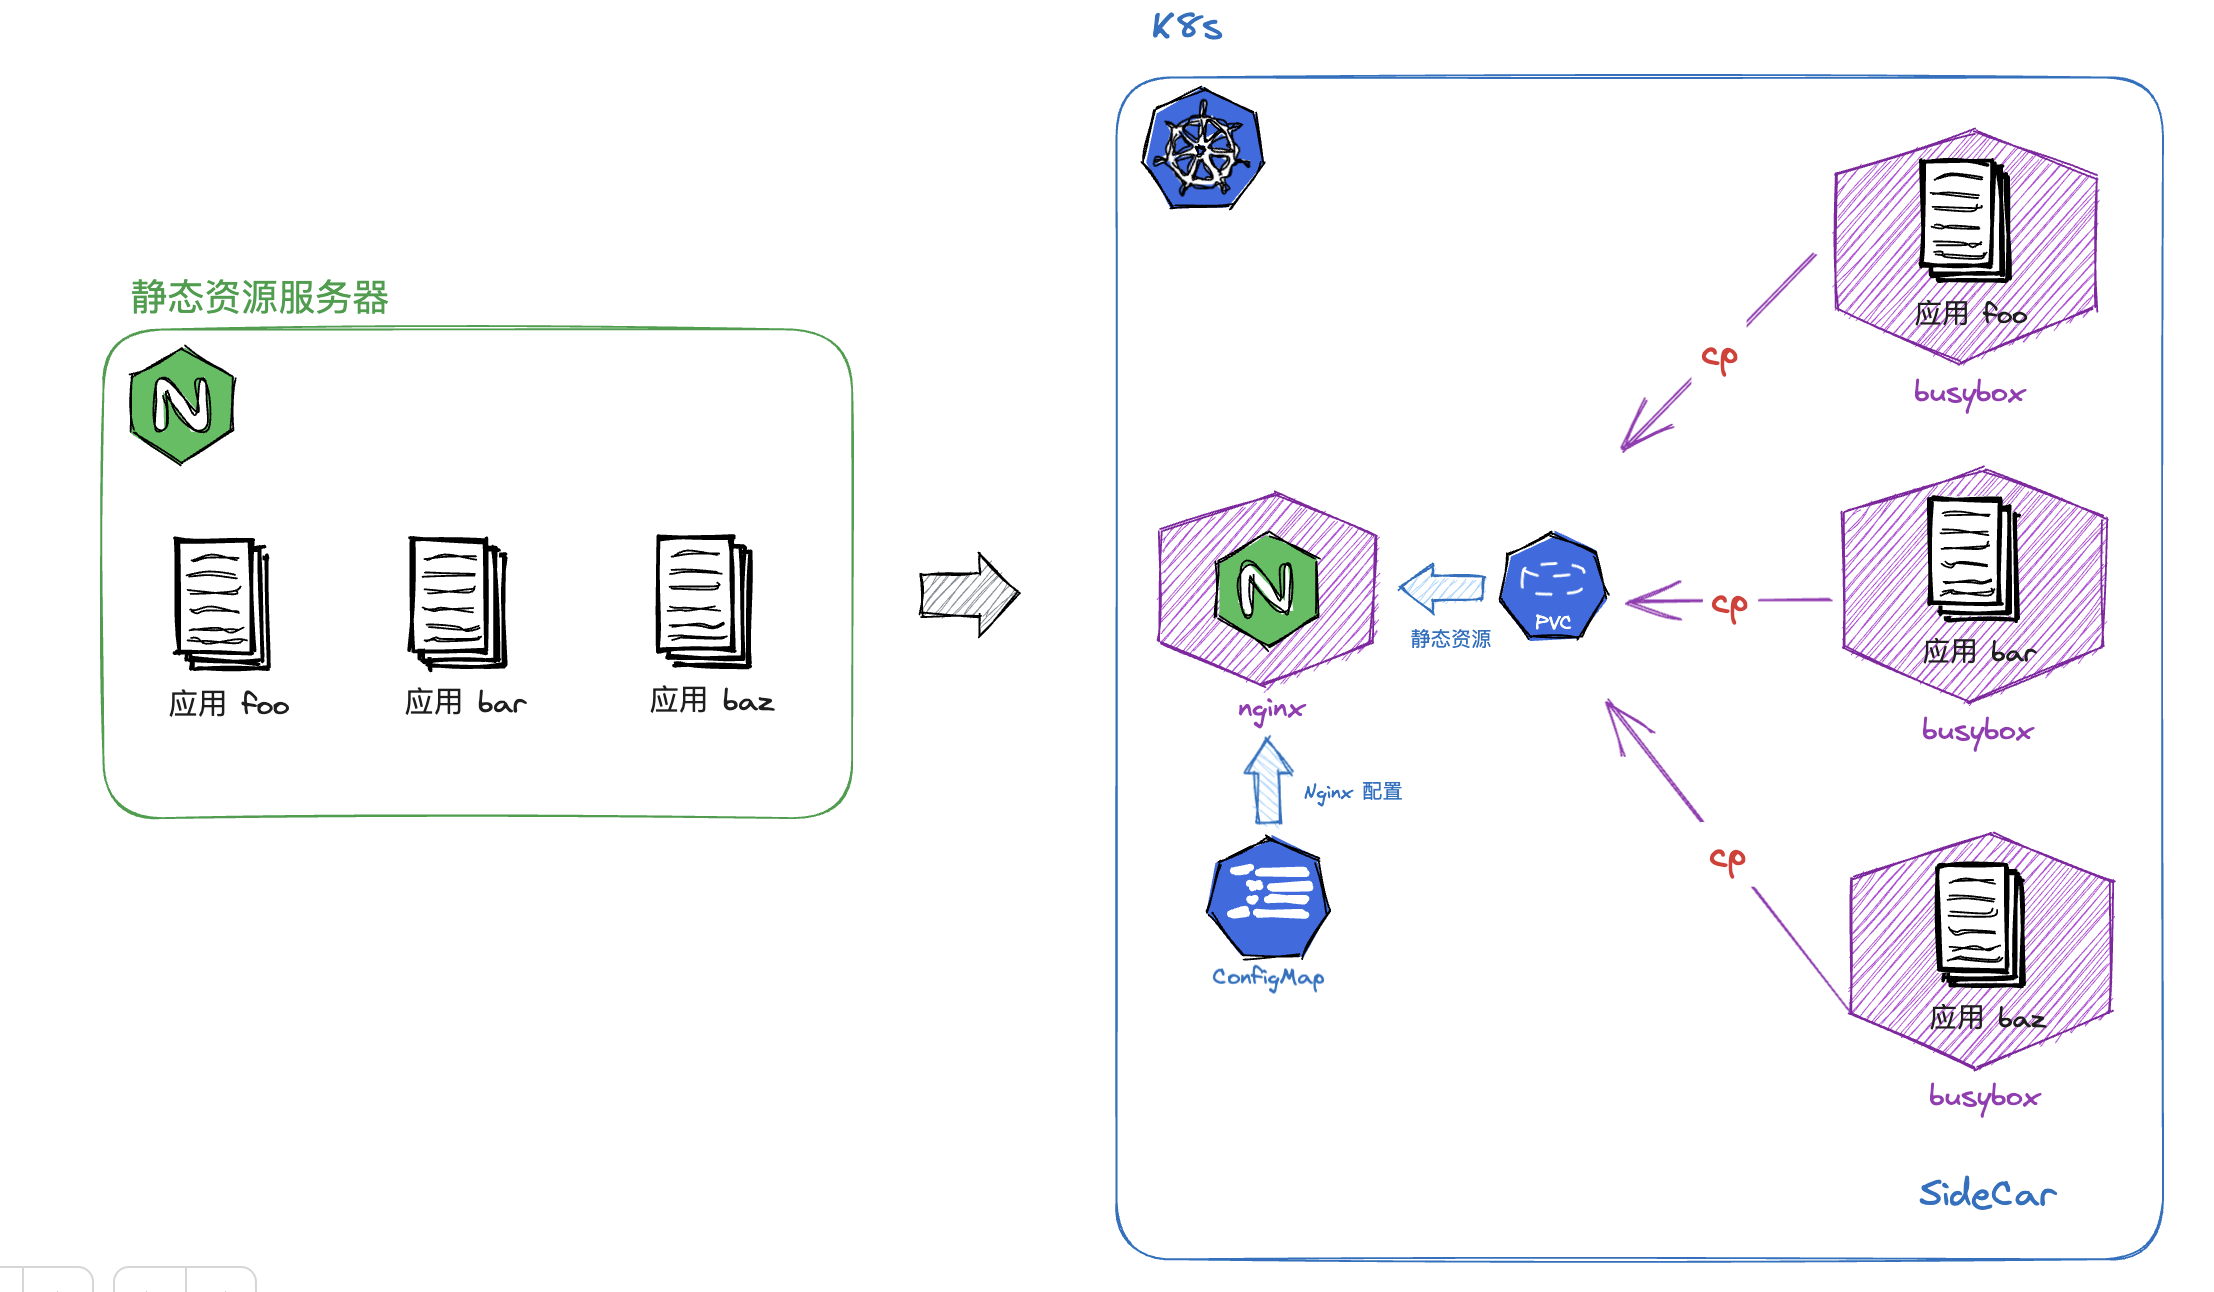 K8s
静态资源服务器
N
应用 foo
应用 bar
应用 baz
应用 foo
busybox
cp
应用 bar
busybox
cp
PVC
静态资源
N
nginx
Nginx 配置
ConfigMap
cp
应用 baz
busybox
SideCar